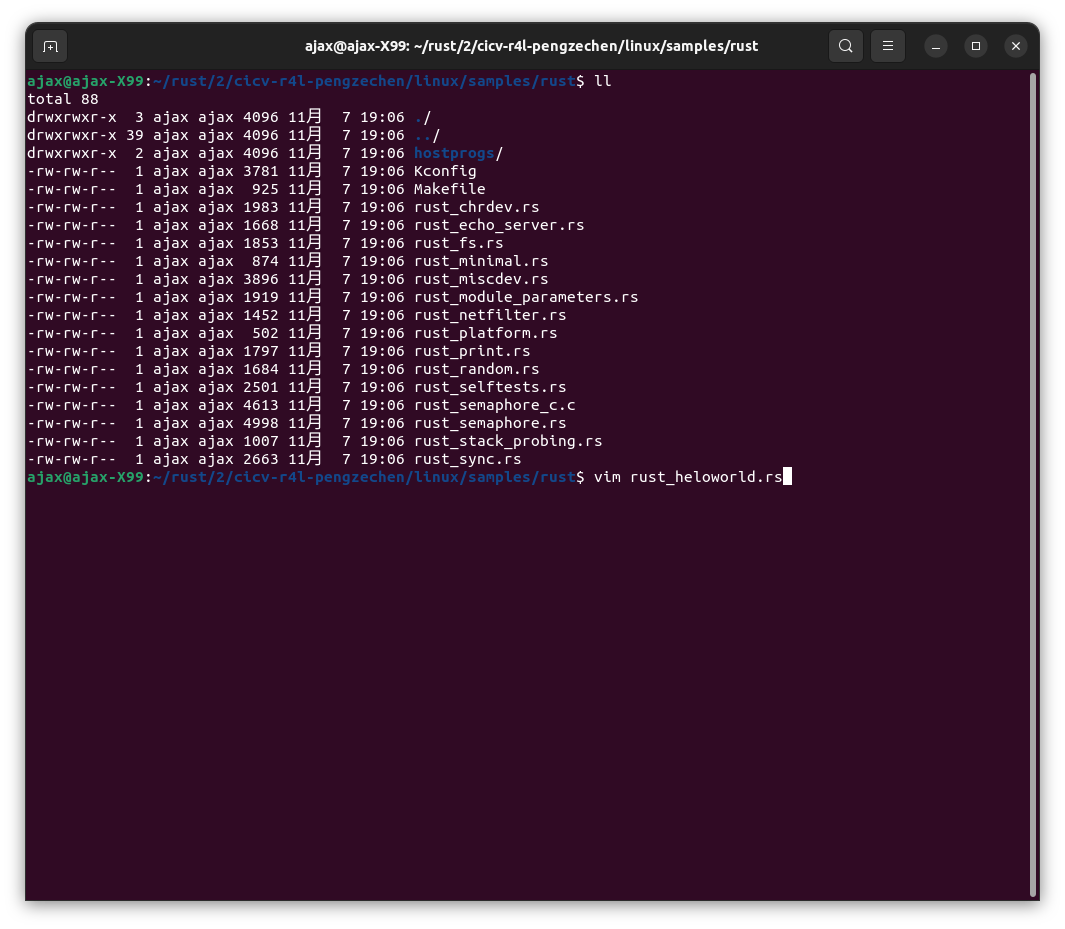 ajax@ajax-X99: ~/rust/2/cicv-r4l-pengzechen/linux/samples/rust
ajax@ajax-X99:~/rust/2/cicv-r4l-pengzechen/linux/samples/rust$ ll
total 88
drwxrwxr-x  3 ajax ajax 4096 11月  7 19:06 ./
drwxrwxr-x 39 ajax ajax 4096 11月  7 19:06 ../
drwxrwxr-x  2 ajax ajax 4096 11月  7 19:06 hostprogs/
-rw-rw-r--  1 ajax ajax 3781 11月  7 19:06 Kconfig
-rw-rw-r--  1 ajax ajax  925 11月  7 19:06 Makefile
-rw-rw-r--  1 ajax ajax 1983 11月  7 19:06 rust_chrdev.rs
-rw-rw-r--  1 ajax ajax 1668 11月  7 19:06 rust_echo_server.rs
-rw-rw-r--  1 ajax ajax 1853 11月  7 19:06 rust_fs.rs
-rw-rw-r--  1 ajax ajax  874 11月  7 19:06 rust_minimal.rs
-rw-rw-r--  1 ajax ajax 3896 11月  7 19:06 rust_miscdev.rs
-rw-rw-r--  1 ajax ajax 1919 11月  7 19:06 rust_module_parameters.rs
-rw-rw-r--  1 ajax ajax 1452 11月  7 19:06 rust_netfilter.rs
-rw-rw-r--  1 ajax ajax  502 11月  7 19:06 rust_platform.rs
-rw-rw-r--  1 ajax ajax 1797 11月  7 19:06 rust_print.rs
-rw-rw-r--  1 ajax ajax 1684 11月  7 19:06 rust_random.rs
-rw-rw-r--  1 ajax ajax 2501 11月  7 19:06 rust_selftests.rs
-rw-rw-r--  1 ajax ajax 4613 11月  7 19:06 rust_semaphore_c.c
-rw-rw-r--  1 ajax ajax 4998 11月  7 19:06 rust_semaphore.rs
-rw-rw-r--  1 ajax ajax 1007 11月  7 19:06 rust_stack_probing.rs
-rw-rw-r--  1 ajax ajax 2663 11月  7 19:06 rust_sync.rs
ajax@ajax-X99:~/rust/2/cicv-r4l-pengzechen/linux/samples/rust$ vim rust_heloworld.rs